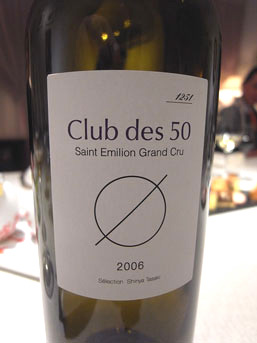 1251
Club des 50
Saint Emilion Grand Cru
2006
Sélection Shinya Tasaki